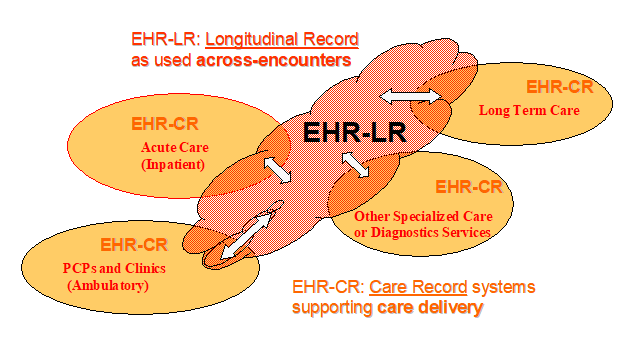 EHR-LR: Longitudinal Record
as used across-encounters
EHR-CR
Long Term Care
EHR-CR
Acute Care
(Inpatient)
EHR-LR
EHR-CR
Other Specialized Care
or Diagnostics Services
EHR-CR
PCPs and Clinics
(Ambulatory)
EHR-CR: Care Record systems
supporting care delivery